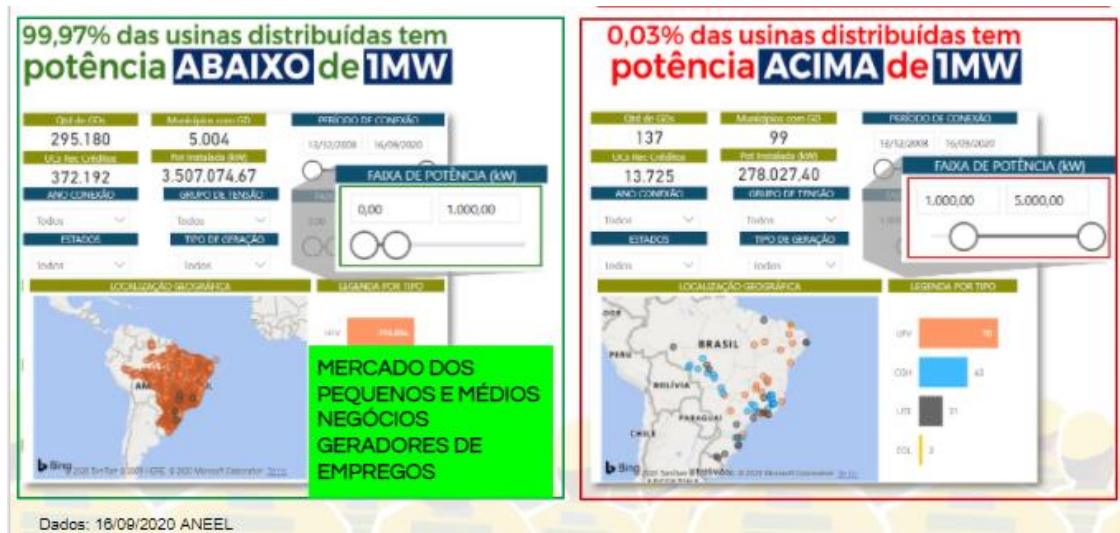 99,97% das usinas distribuídas tem
potência ABAIXO de 1MW
Qtd de GDs
Municípios com GD
PERÍODO DE CONEXÃO
295.180
5.004
13/12/2008
16/09/2020
UCs Rec Créditos
Pot Instalada (kW)
372.192
3.507.074.67
FAIXA DE POTÊNCIA (kW)
ANO CONEXÃO
GRUPO DE TENSÃO
0,00
1.000,00
Todos
Todos
ESTADOS
TIPO DE GERAÇÃO
Todos
Todos
LOCALIZAÇÃO GEOGRÁFICA
LEGENDA POR TIPO
UFV
MERCADO DOS
PEQUENOS E MÉDIOS
NEGÓCIOS
GERADORES DE
EMPREGOS
Bing
0,03% das usinas distribuídas tem
potência ACIMA de 1MW
Qtd de GDs
Municípios com GD
PERÍODO DE CONEXÃO
137
99
13/12/2008
16/09/2020
UCs Rec Créditos
Pot Instalada (kW)
13.725
278.027,40
FAIXA DE POTÊNCIA (kW)
ANO CONEXÃO
GRUPO DE TENSÃO
1.000,00
5.000,00
Todos
Todos
ESTADOS
TIPO DE GERAÇÃO
Todos
Todos
LOCALIZAÇÃO GEOGRÁFICA
LEGENDA POR TIPO
BRASIL
PERU
BOLÍVIA
PARAGUAI
CHILE
ARGENTINA
UFV
CGH 43
UTE 21
EOL
Bing
Dados: 16/09/2020 ANEEL